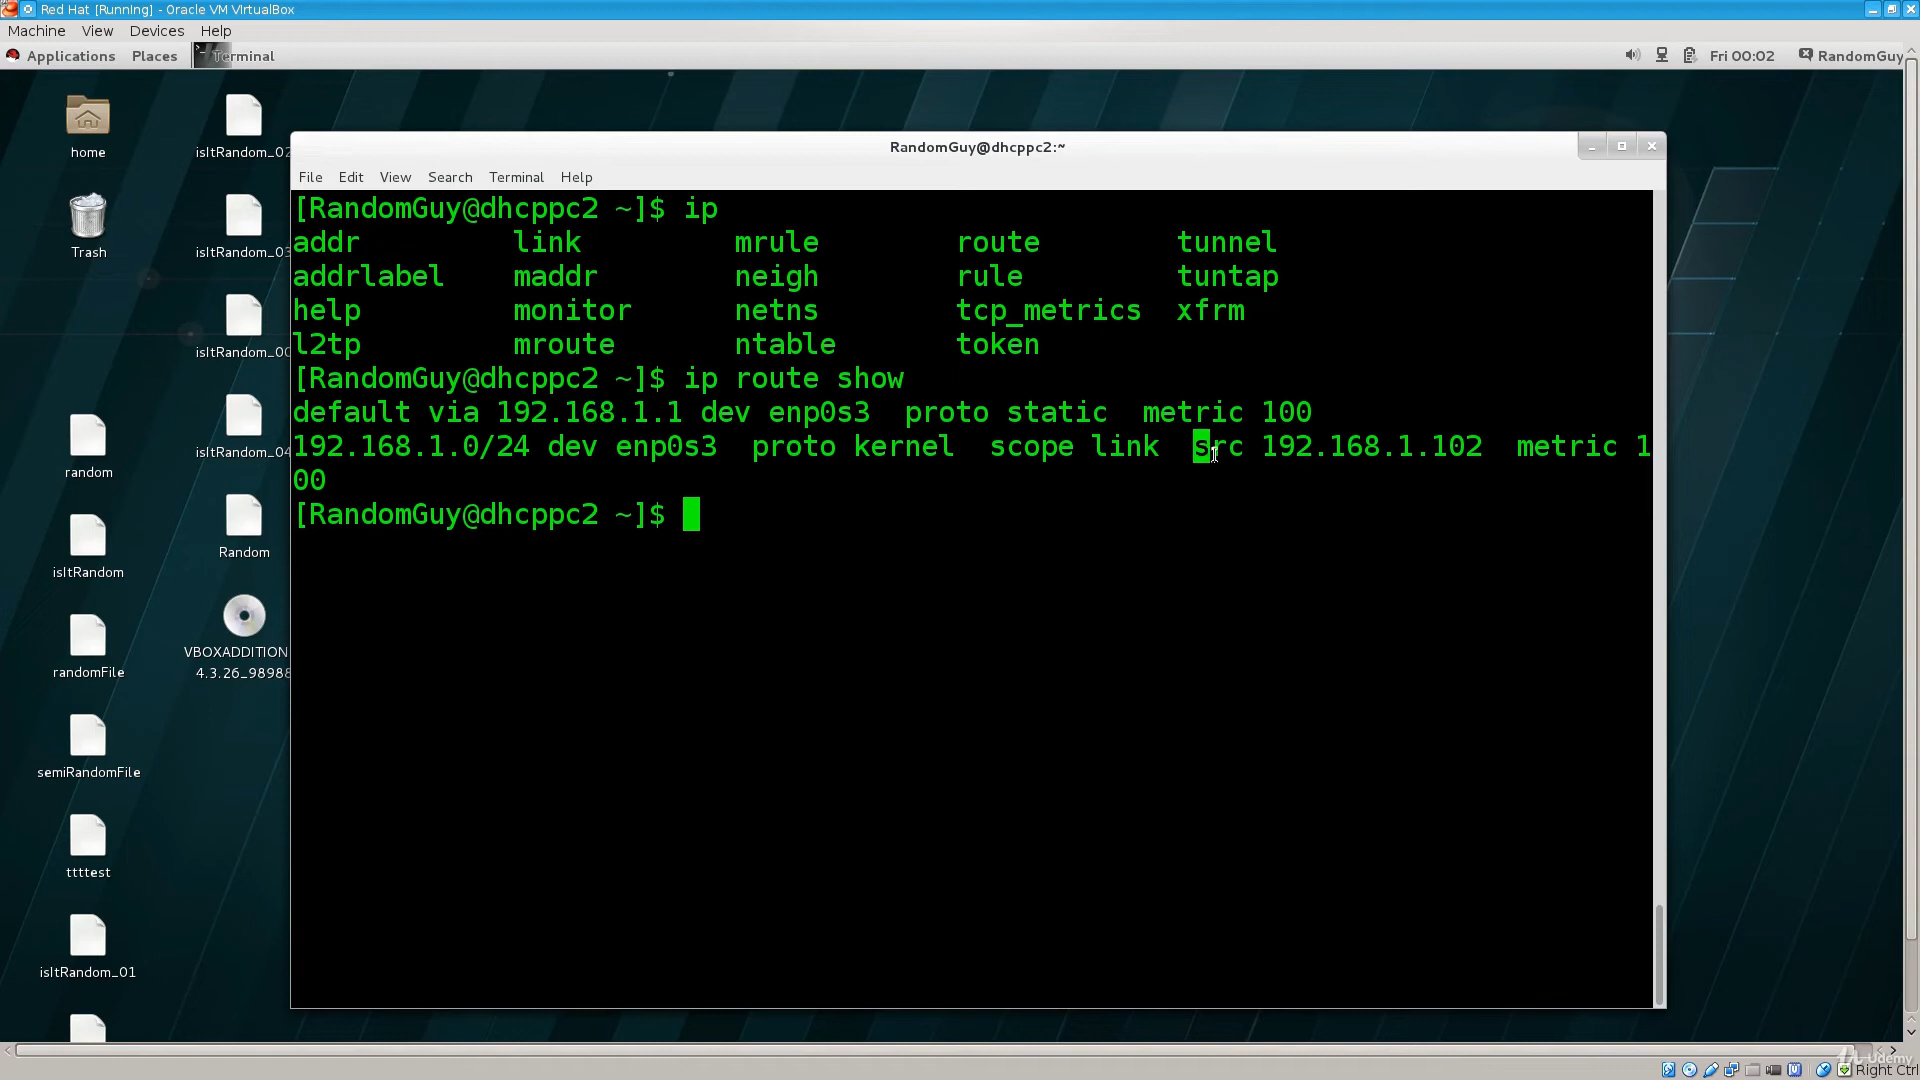 Red Hat [Running] - Oracle VM VirtualBox
Machine View Devices Help
Applications Places Terminal Fri 00:02 RandomGuy
home
isItRandom_02
Trash
isItRandom_03
isItRandom_00
random
isItRandom_04
isItRandom
Random
randomFile
VBOXADDITION
4.3.26_98988
semiRandomFile
ttttest
isItRandom_01
RandomGuy@dhcppc2:~
File Edit View Search Terminal Help
[RandomGuy@dhcppc2 ~]$ ip
addr link mrule route tunnel
addrlabel maddr neigh rule tuntap
help monitor netns tcp_metrics xfrm
l2tp mroute ntable token
[RandomGuy@dhcppc2 ~]$ ip route show
default via 192.168.1.1 dev enp0s3 proto static metric 100
192.168.1.0/24 dev enp0s3 proto kernel scope link src 192.168.1.102 metric 1
00
[RandomGuy@dhcppc2 ~]$
Udemy
Right Ctrl